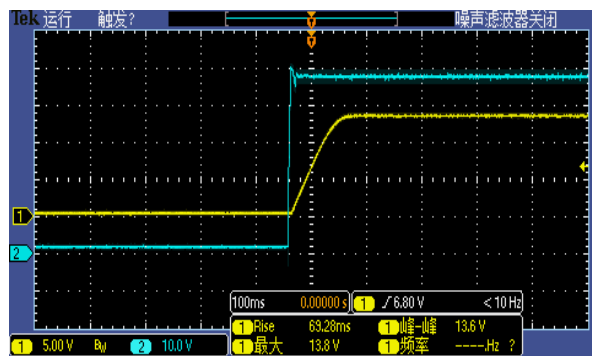 Tek 运行 触发? 噪声滤波器关闭
1
2
100ms 0.00000 s 1 ∫ 6.80 V < 10 Hz
1 Rise 69.28ms 1 峰-峰 13.6 V
1 5.00 V BW 2 10.0 V 1 最大 13.8 V 1 频率 ----.Hz ?